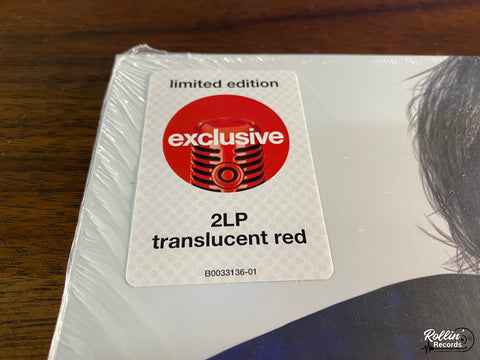 limited edition
exclusive
2LP
translucent red
B0033136-01
Rollin'
Records